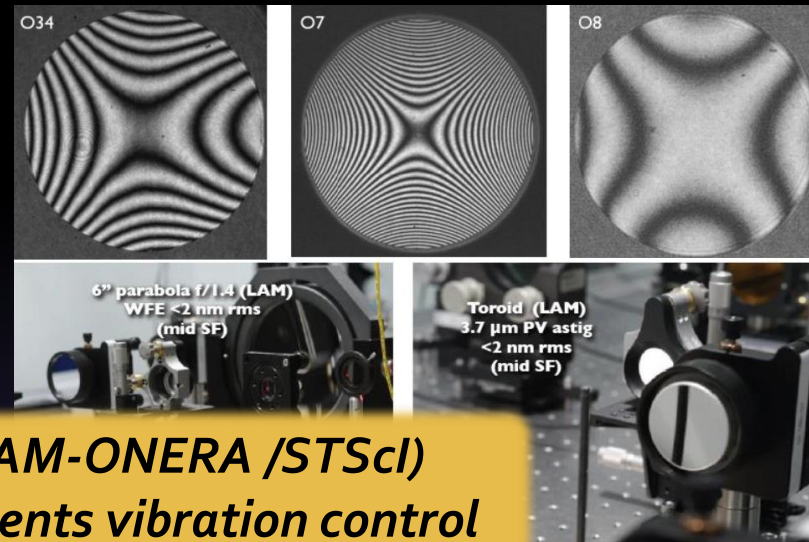 O34
O7
O8
6” parabola f/1.4 (LAM)
WFE <2 nm rms
(mid SF)
Toroid (LAM)
3.7 μm PV astig
<2 nm rms
(mid SF)
AM-ONERA /STScI)
ents vibration control